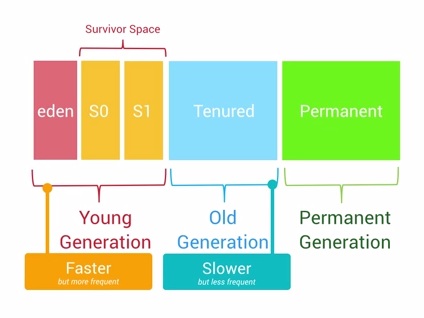 Survivor Space
eden
S0
S1
Tenured
Permanent
Young
Generation
Old
Generation
Permanent
Generation
Faster
but more frequent
Slower
but less frequent